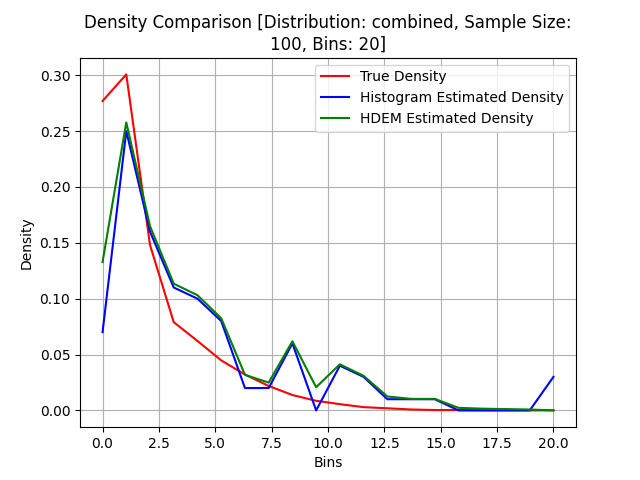 Density Comparison [Distribution: combined, Sample Size:
100, Bins: 20]
True Density
Histogram Estimated Density
HDEM Estimated Density
Density
0.30
0.25
0.20
0.15
0.10
0.05
0.00
0.0 2.5 5.0 7.5 10.0 12.5 15.0 17.5 20.0
Bins